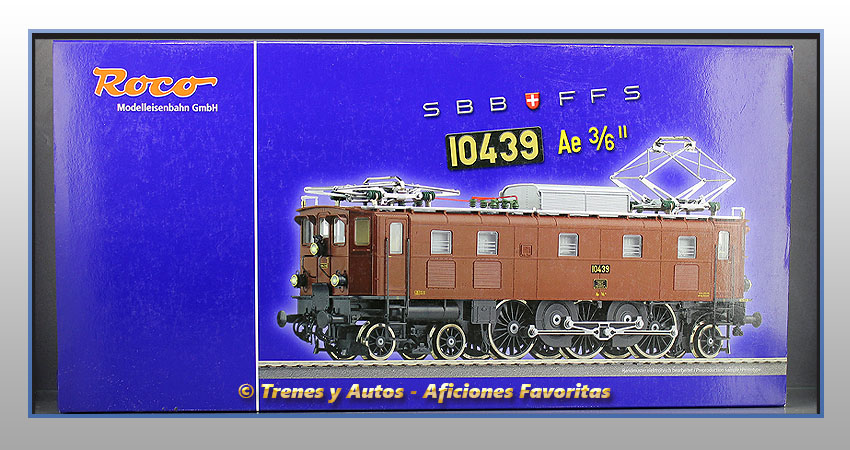 Roco
Modelleisenbahn GmbH
SBB FFS
10439 Ae 3/6 II
10439
© Trenes y Autos - Aficiones Favoritas